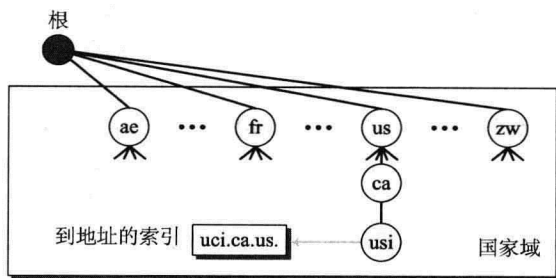 根
ae ... fr ... us ... zw
ca
到地址的索引 uci.ca.us. usi 国家域